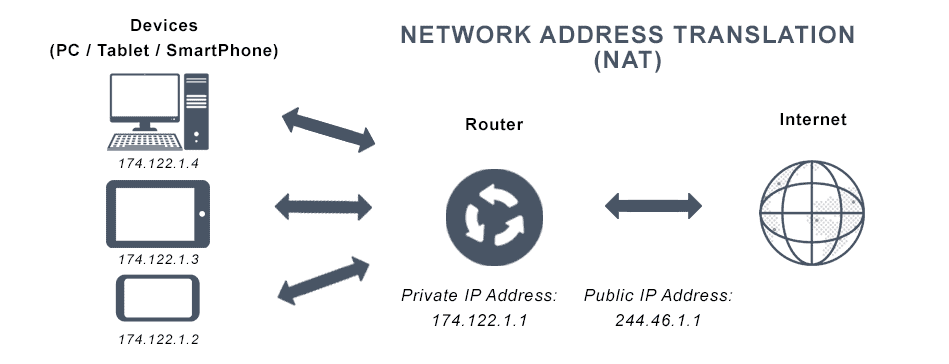 Devices
(PC / Tablet / SmartPhone)
NETWORK ADDRESS TRANSLATION
(NAT)
Router
Internet
174.122.1.4
174.122.1.3
174.122.1.2
Private IP Address:
174.122.1.1
Public IP Address:
244.46.1.1